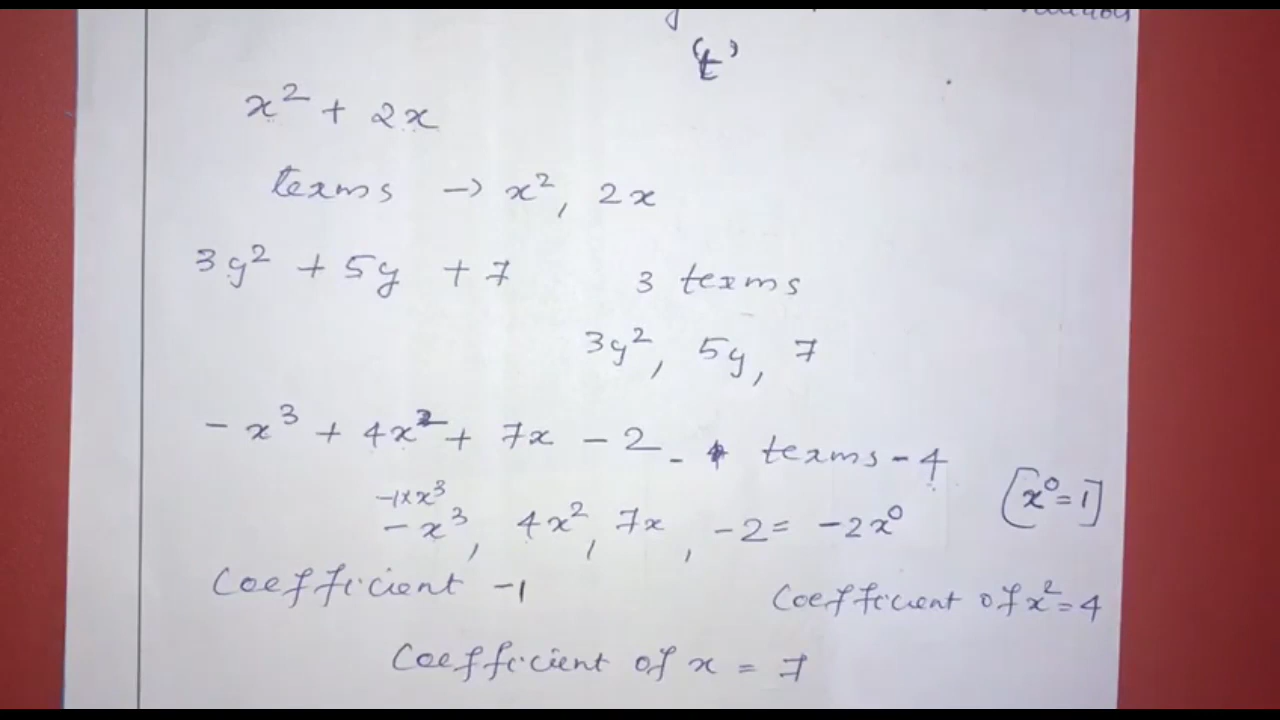 't'
x² + 2x
terms → x², 2x
3y² + 5y + 7 3 terms
3y², 5y, 7
- x³ + 4x² + 7x - 2 - terms - 4
-1×x³
- x³, 4x², 7x, -2 = -2x⁰ [x⁰=1]
Coefficient -1 Coefficient of x² = 4
Coefficient of x = 7